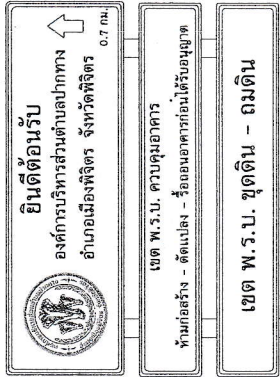 ยินดีต้อนรับ
องค์การบริหารส่วนตำบลปากทาง
อำเภอเมืองพิจิตร จังหวัดพิจิตร
0.7 กม.
เขต พ.ร.บ. ควบคุมอาคาร
ห้ามก่อสร้าง - ดัดแปลง - รื้อถอนอาคารก่อนได้รับอนุญาต
เขต พ.ร.บ. ขุดดิน - ถมดิน